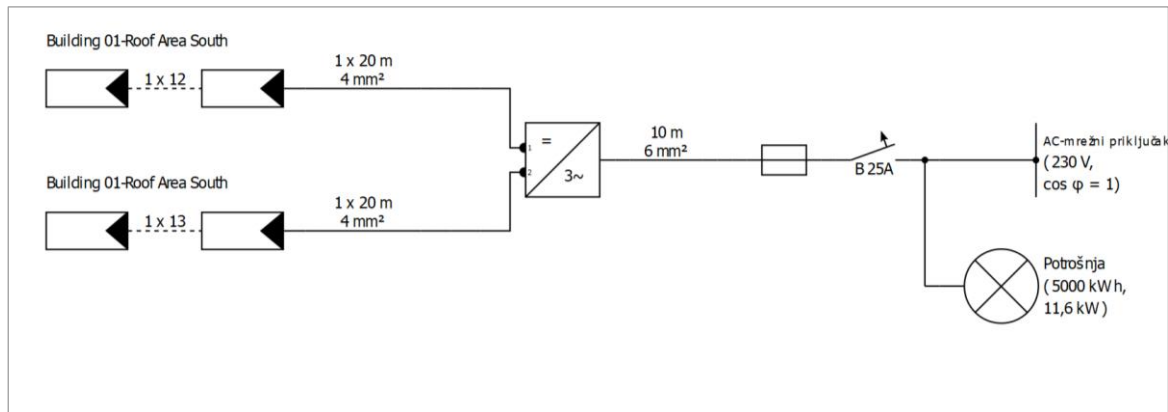 Building 01-Roof Area South
1 x 12
1 x 20 m
4 mm²
Building 01-Roof Area South
1 x 13
1 x 20 m
4 mm²
1
2
=
3~
10 m
6 mm²
B 25A
AC-mrežni priključak
(230 V,
cos φ = 1)
Potrošnja
(5000 kWh,
11,6 kW)